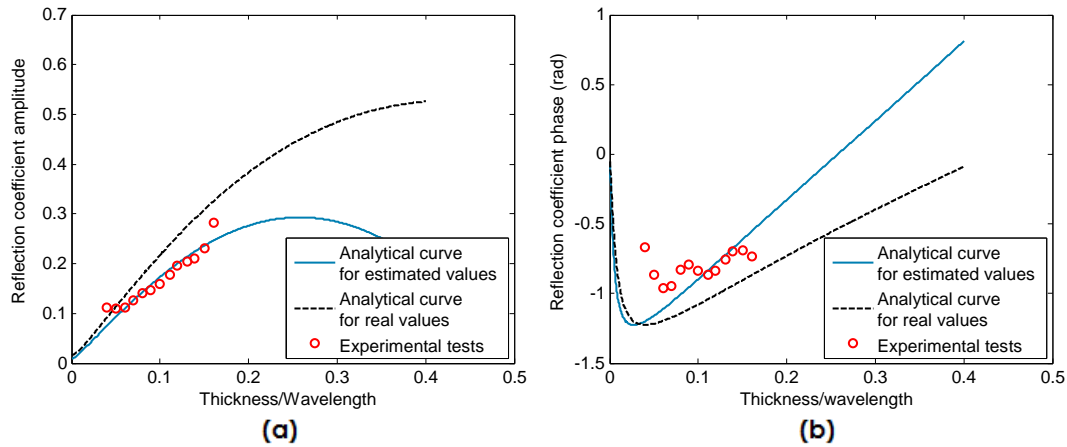 0.7
0.6
0.5
0.4
0.3
0.2
0.1
0
0
0.1
0.2
0.3
0.4
0.5
Reflection coefficient amplitude
Thickness/Wavelength
Analytical curve
for estimated values
Analytical curve
for real values
Experimental tests
(a)
1
0.5
0
-0.5
-1
-1.5
0
0.1
0.2
0.3
0.4
0.5
Reflection coefficient phase (rad)
Thickness/wavelength
Analytical curve
for estimated values
Analytical curve
for real values
Experimental tests
(b)